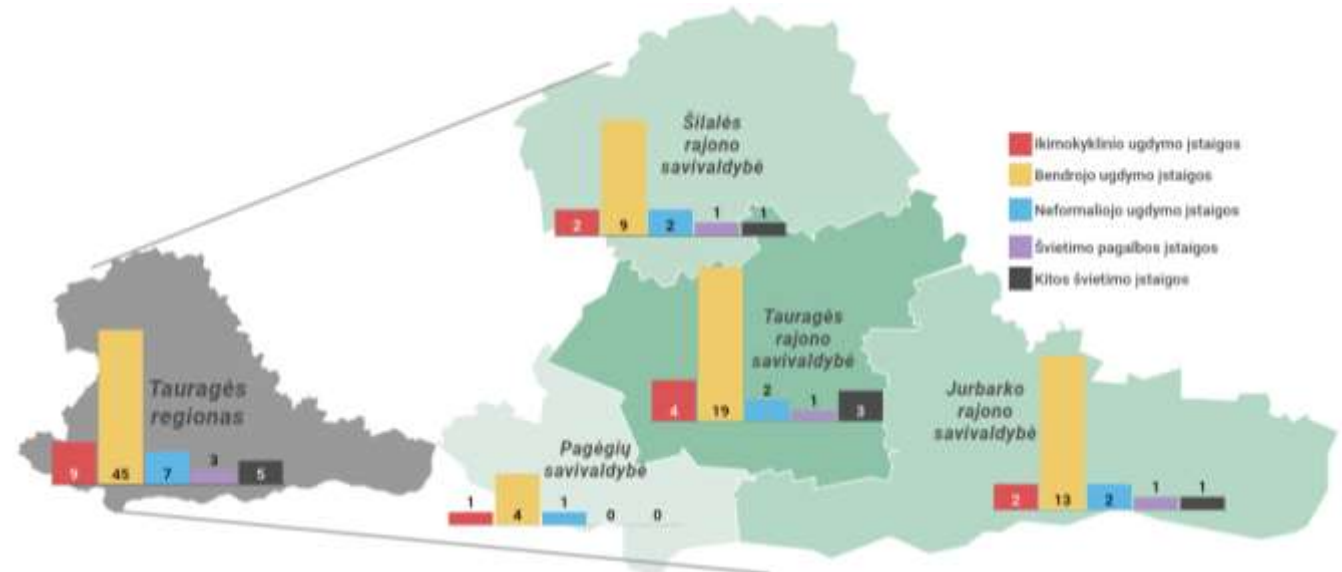 Šilalės
rajono
savivaldybė
2
9
2
1
1
Ikimokyklinio ugdymo įstaigos
Bendrojo ugdymo įstaigos
Neformaliojo ugdymo įstaigos
Švietimo pagalbos įstaigos
Kitos švietimo įstaigos
Tauragės
rajono
savivaldybė
4
19
2
1
3
Tauragės
regionas
9
45
7
3
5
Pagėgių
savivaldybė
1
4
1
0
0
Jurbarko
rajono
savivaldybė
2
13
2
1
1